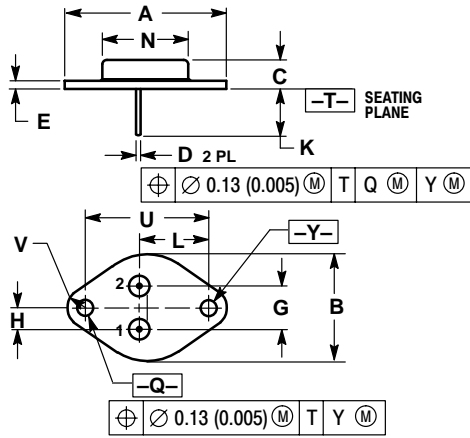 A
N
C
E
–T– SEATING
PLANE
K
D 2 PL
⌖ ∅ 0.13 (0.005) Ⓜ T Q Ⓜ Y Ⓜ
U
V
L
–Y–
2
H
G
B
1
–Q–
⌖ ∅ 0.13 (0.005) Ⓜ T Y Ⓜ